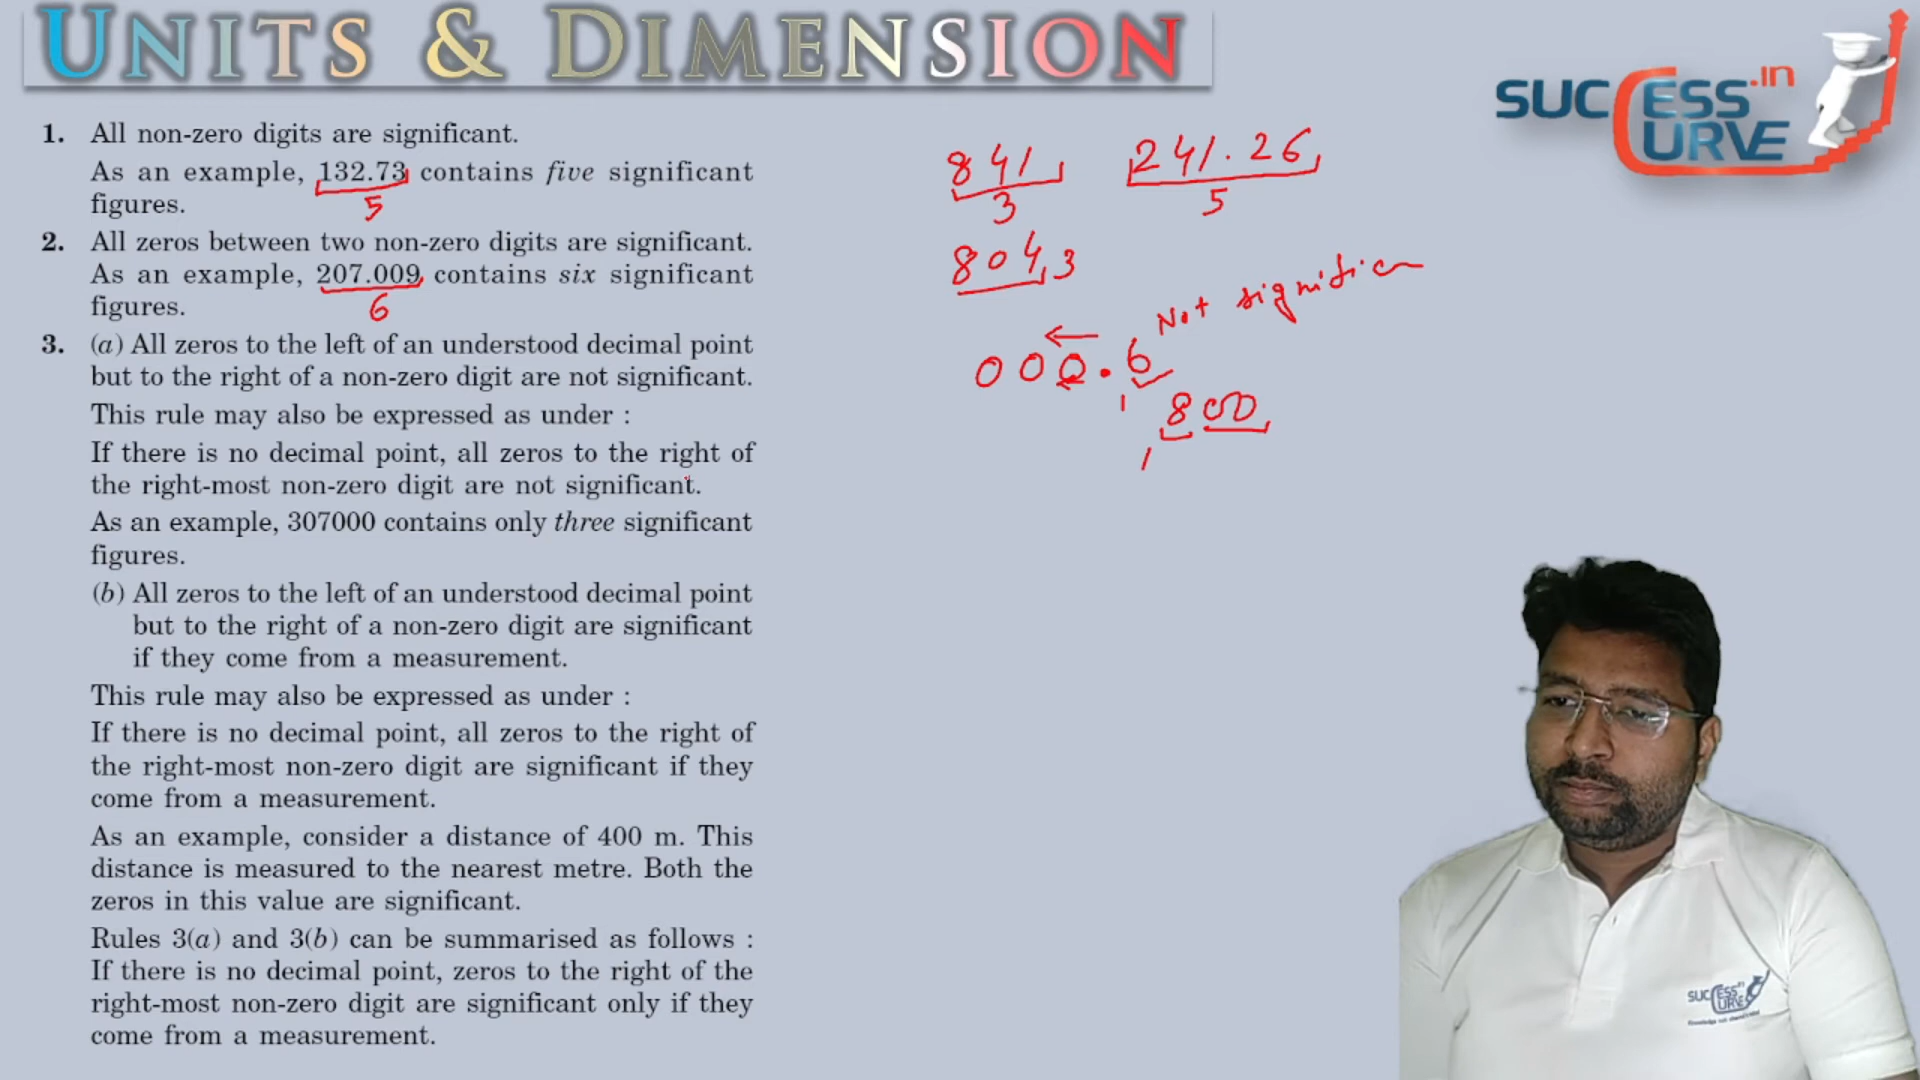 UNITS & DIMENSION
SUCCESS.in
CURVE
1. All non-zero digits are significant.
As an example, 132.73 contains five significant
figures.
5
2. All zeros between two non-zero digits are significant.
As an example, 207.009 contains six significant
figures.
6
3. (a) All zeros to the left of an understood decimal point
but to the right of a non-zero digit are not significant.
This rule may also be expressed as under :
If there is no decimal point, all zeros to the right of
the right-most non-zero digit are not significant.
As an example, 307000 contains only three significant
figures.
(b) All zeros to the left of an understood decimal point
but to the right of a non-zero digit are significant
if they come from a measurement.
This rule may also be expressed as under :
If there is no decimal point, all zeros to the right of
the right-most non-zero digit are significant if they
come from a measurement.
As an example, consider a distance of 400 m. This
distance is measured to the nearest metre. Both the
zeros in this value are significant.
Rules 3(a) and 3(b) can be summarised as follows :
If there is no decimal point, zeros to the right of the
right-most non-zero digit are significant only if they
come from a measurement.
841 241.26
3 5
804 3
Not significan
000.6
1
800
1
SUCCESS.in
CURVE